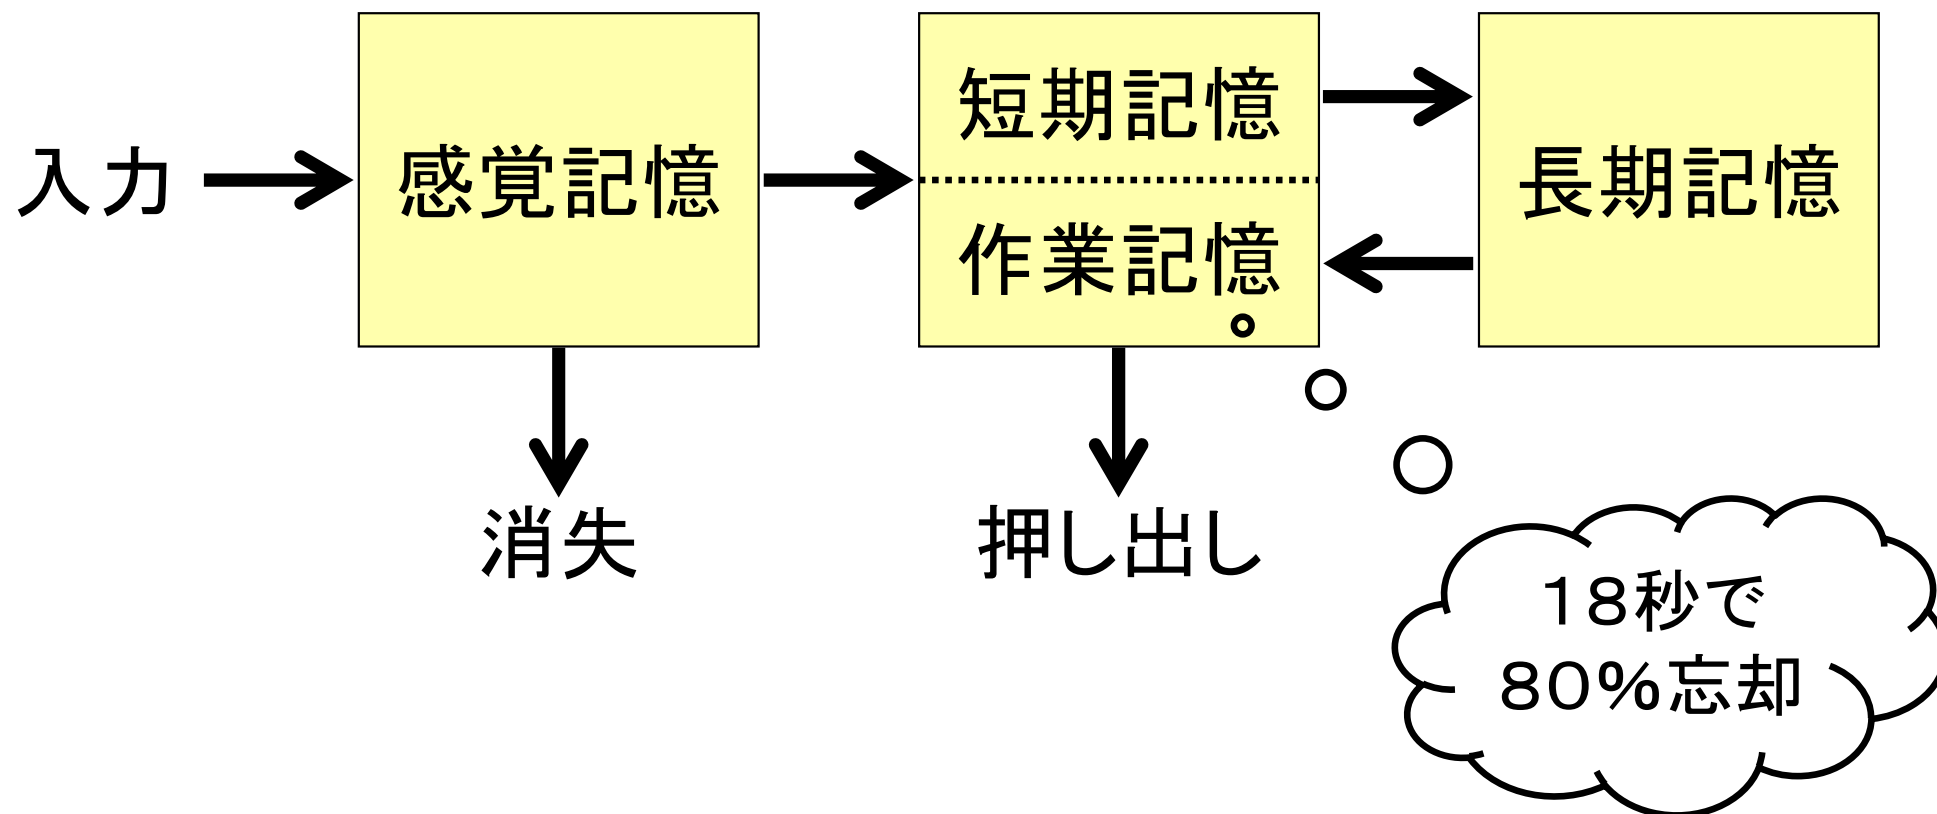 入力
感覚記憶
短期記憶
作業記憶
長期記憶
消失
押し出し
１８秒で
８０％忘却